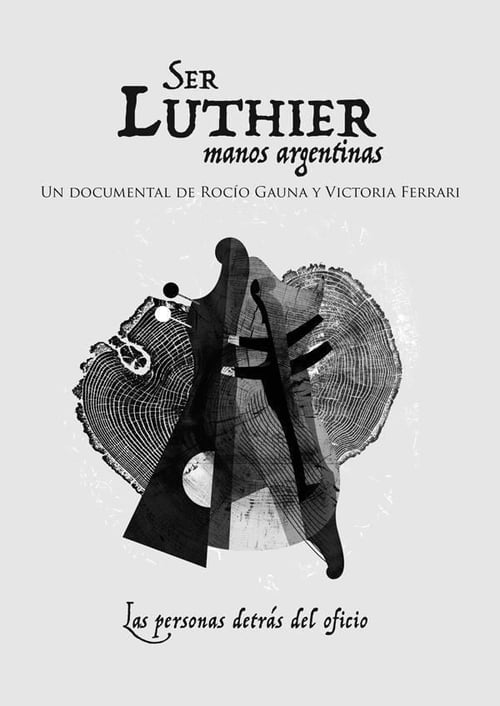 Ser
Luthier
manos argentinas
Un documental de Rocío Gauna y Victoria Ferrari
Las personas detrás del oficio